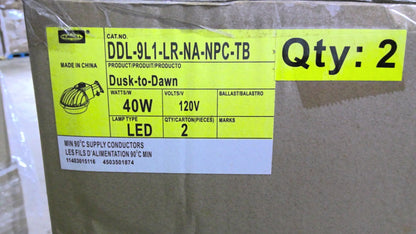 CAT.NO.
DDL-9L1-LR-NA-NPC-TB
Qty: 2
MADE IN CHINA
PRODUCT/PRODUIT/PRODUCTO
Dusk-to-Dawn
WATTS/W VOLTS/V BALLAST/BALASTRO
40W 120V
LAMP TYPE QTY/CARTON(PIECES) MARKS
LED 2
MIN 90°C SUPPLY CONDUCTORS
LES FILS D'ALIMENTATION 90°C MIN
11403015116 4503501874